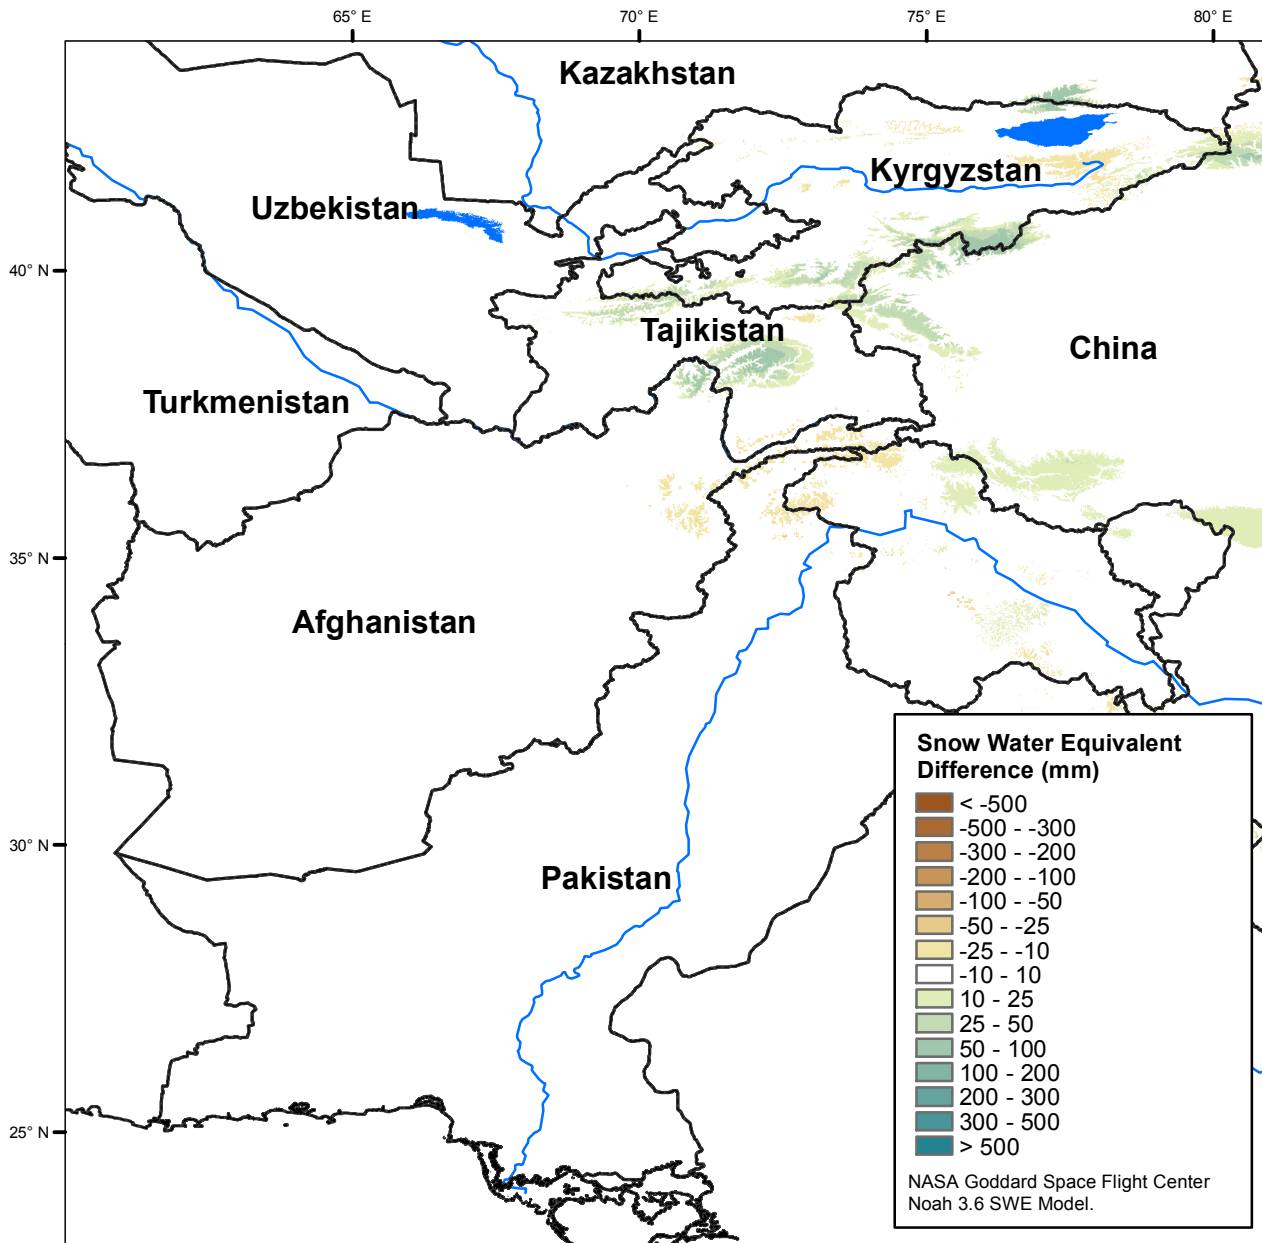 65° E
70° E
75° E
80° E
Kazakhstan
Kyrgyzstan
Uzbekistan
40° N
Tajikistan
China
Turkmenistan
35° N
Afghanistan
Snow Water Equivalent
Difference (mm)
< -500
-500 - -300
-300 - -200
-200 - -100
-100 - -50
-50 - -25
-25 - -10
-10 - 10
10 - 25
25 - 50
50 - 100
100 - 200
200 - 300
300 - 500
> 500
NASA Goddard Space Flight Center
Noah 3.6 SWE Model.
30° N
Pakistan
25° N